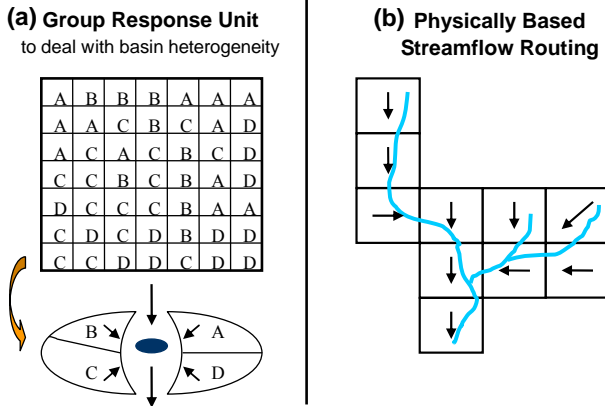 (a) Group Response Unit
to deal with basin heterogeneity
A B B B A A A
A A C B C A D
A C A C B C D
C C B C B A D
D C C C B A A
C D C D B D D
C C D D C D D
B A
C D
(b) Physically Based
Streamflow Routing